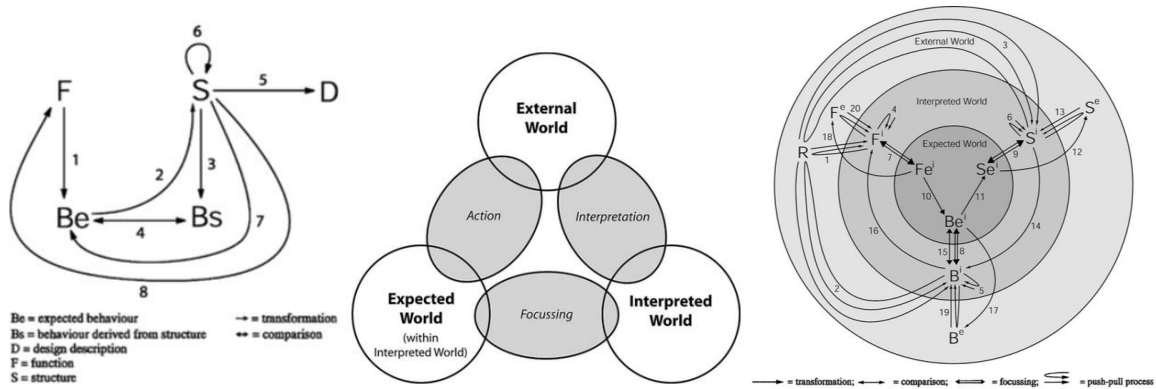 6
F
S
5
D
1
2
3
Be
4
Bs
7
8
Be = expected behaviour
Bs = behaviour derived from structure
D = design description
F = function
S = structure
→ = transformation
↔ = comparison
External
World
Action
Interpretation
Expected
World
(within
Interpreted World)
Focussing
Interpreted
World
External World
3
Interpreted World
Fᵉ
20
4
6
13
Sᵉ
18
Fⁱ
Sⁱ
R
1
Expected World
7
9
12
Feⁱ
Seⁱ
10
11
Beⁱ
16
14
15
8
2
Bⁱ
5
19
17
Bᵉ
= transformation;
= comparison;
= focussing;
= push-pull process